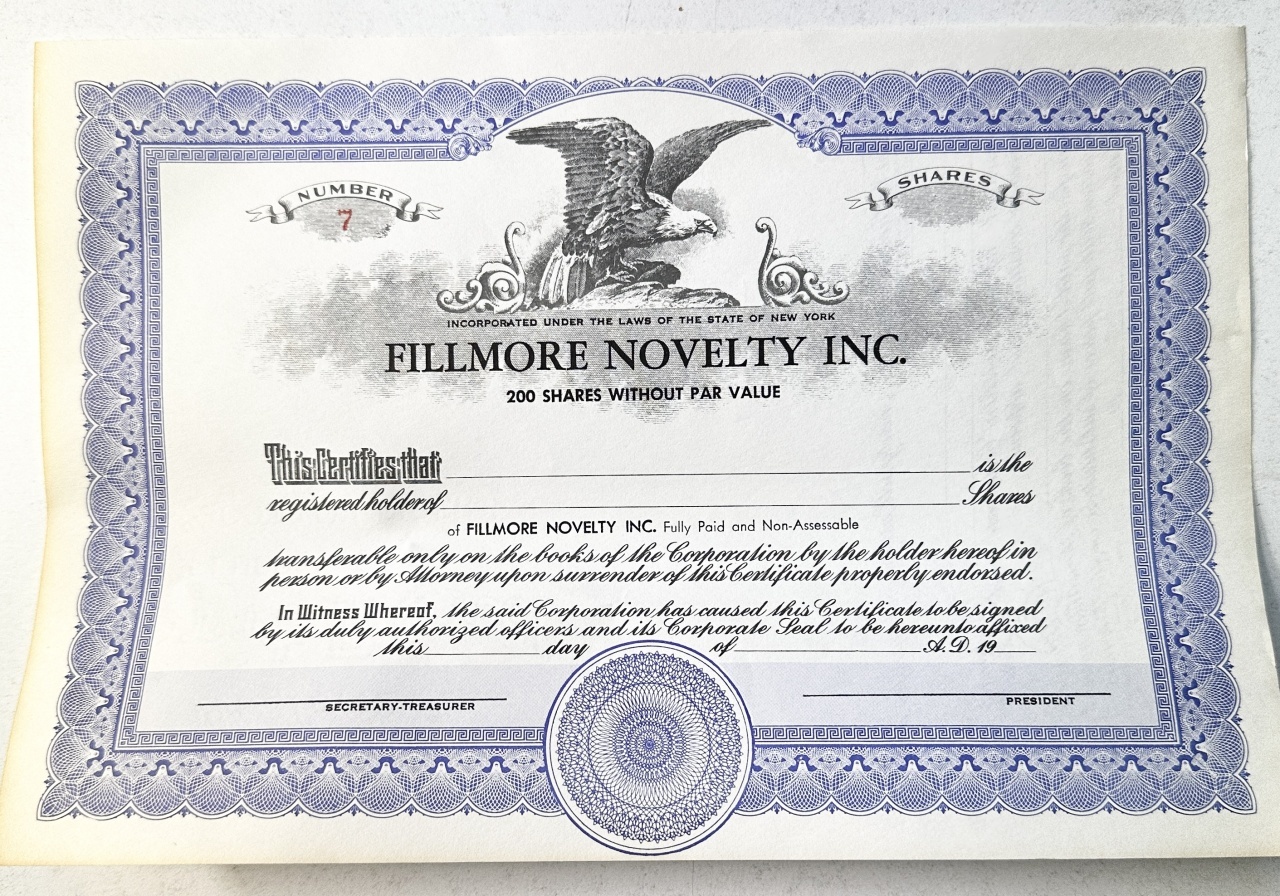 NUMBER
7
SHARES
INCORPORATED UNDER THE LAWS OF THE STATE OF NEW YORK
FILLMORE NOVELTY INC.
200 SHARES WITHOUT PAR VALUE
This Certifies that is the
registered holder of Shares
of FILLMORE NOVELTY INC. Fully Paid and Non-Assessable
transferable only on the books of the Corporation by the holder hereof in
person or by Attorney upon surrender of this Certificate properly endorsed.
In Witness Whereof, the said Corporation has caused this Certificate to be signed
by its duly authorized officers and its Corporate Seal to be hereunto affixed
this day of A.D. 19
SECRETARY-TREASURER
PRESIDENT